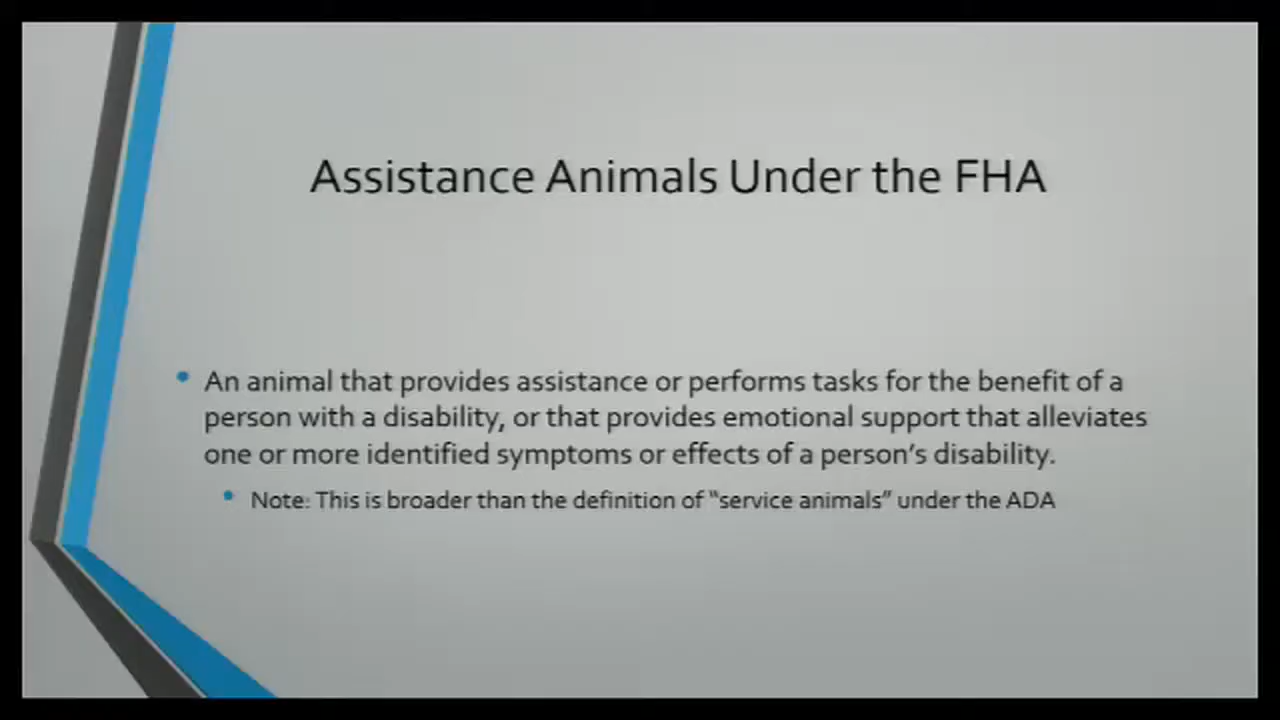 Assistance Animals Under the FHA
• An animal that provides assistance or performs tasks for the benefit of a
person with a disability, or that provides emotional support that alleviates
one or more identified symptoms or effects of a person’s disability.
• Note: This is broader than the definition of “service animals” under the ADA